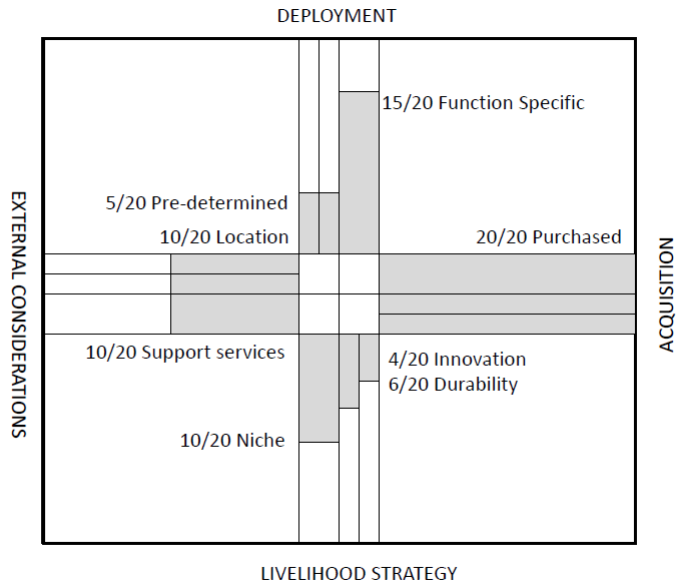 DEPLOYMENT
15/20 Function Specific
5/20 Pre-determined
10/20 Location
20/20 Purchased
EXTERNAL CONSIDERATIONS
ACQUISITION
10/20 Support services
4/20 Innovation
6/20 Durability
10/20 Niche
LIVELIHOOD STRATEGY